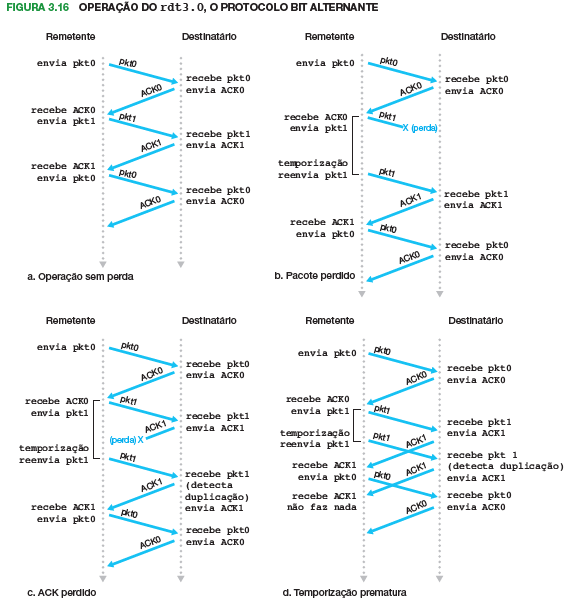 FIGURA 3.16 OPERAÇÃO DO rdt3.0, O PROTOCOLO BIT ALTERNANTE
Remetente
Destinatário
envia pkt0
pkt0
recebe pkt0
envia ACK0
ACK0
recebe ACK0
envia pkt1
pkt1
recebe pkt1
envia ACK1
ACK1
recebe ACK1
envia pkt0
pkt0
recebe pkt0
envia ACK0
ACK0
a. Operação sem perda
Remetente
Destinatário
envia pkt0
pkt0
recebe pkt0
envia ACK0
ACK0
recebe ACK0
envia pkt1
pkt1
X (perda)
temporização
reenvia pkt1
pkt1
recebe pkt1
envia ACK1
ACK1
recebe ACK1
envia pkt0
pkt0
recebe pkt0
envia ACK0
ACK0
b. Pacote perdido
Remetente
Destinatário
envia pkt0
pkt0
recebe pkt0
envia ACK0
ACK0
recebe ACK0
envia pkt1
pkt1
recebe pkt1
envia ACK1
ACK1
(perda) X
temporização
reenvia pkt1
pkt1
recebe pkt1
(detecta
duplicação)
envia ACK1
ACK1
recebe ACK1
envia pkt0
pkt0
recebe pkt0
envia ACK0
ACK0
c. ACK perdido
Remetente
Destinatário
envia pkt0
pkt0
recebe pkt0
envia ACK0
ACK0
recebe ACK0
envia pkt1
pkt1
recebe pkt1
envia ACK1
ACK1
temporização
reenvia pkt1
pkt1
recebe pkt 1
(detecta duplicação)
envia ACK1
ACK1
recebe ACK1
envia pkt0
pkt0
recebe pkt0
envia ACK0
ACK0
recebe ACK1
não faz nada
d. Temporização prematura